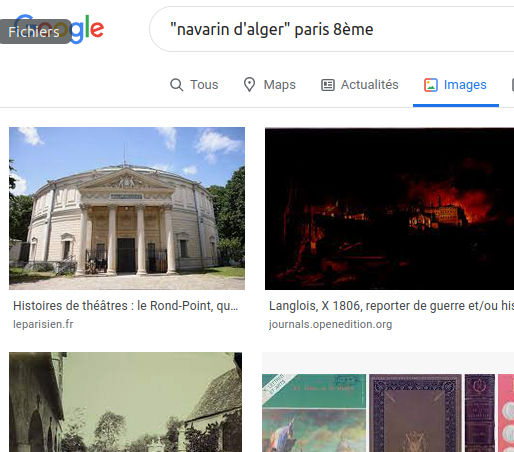 Google
Fichiers
"navarin d'alger" paris 8ème
Tous
Maps
Actualités
Images
Histoires de théâtres : le Rond-Point, qu...
leparisien.fr
Langlois, X 1806, reporter de guerre et/ou his
journals.openedition.org